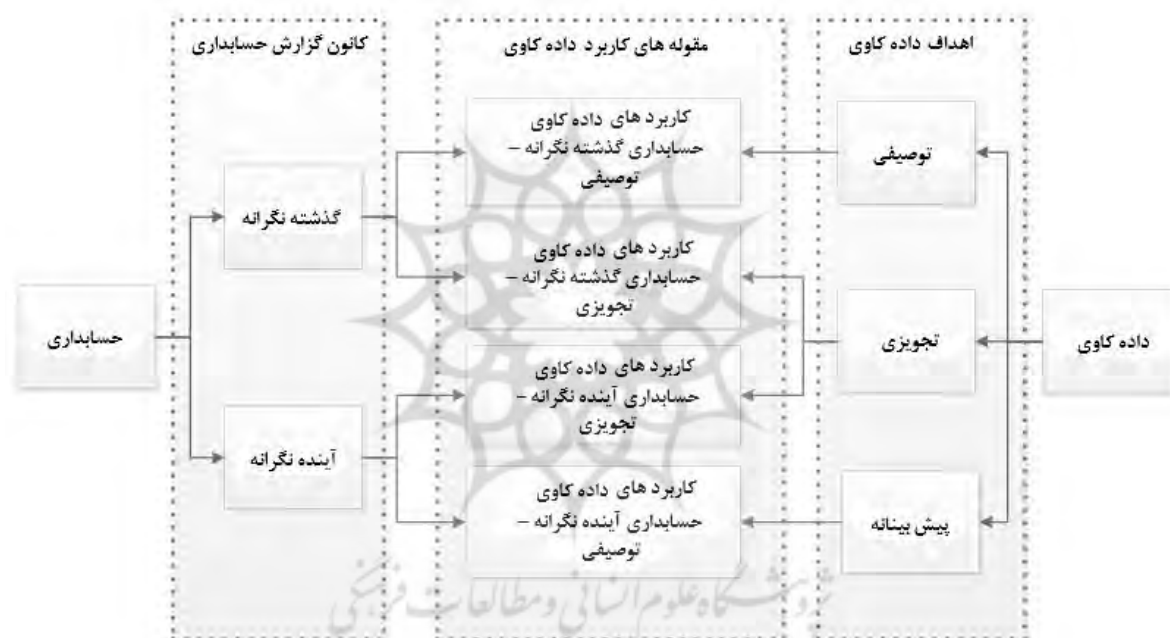 اهداف داده کاوی
مقوله های کاربرد داده کاوی
کانون گزارش حسابداری
داده کاوی
توصیفی
تجویزی
پیش بینانه
کاربرد های داده کاوی
حسابداری گذشته نگرانه –
توصیفی
کاربرد های داده کاوی
حسابداری گذشته نگرانه –
تجویزی
کاربرد های داده کاوی
حسابداری آینده نگرانه –
تجویزی
کاربرد های داده کاوی
حسابداری آینده نگرانه –
توصیفی
گذشته نگرانه
آینده نگرانه
حسابداری
پژوهشگاه علوم انسانی و مطالعات فرهنگی